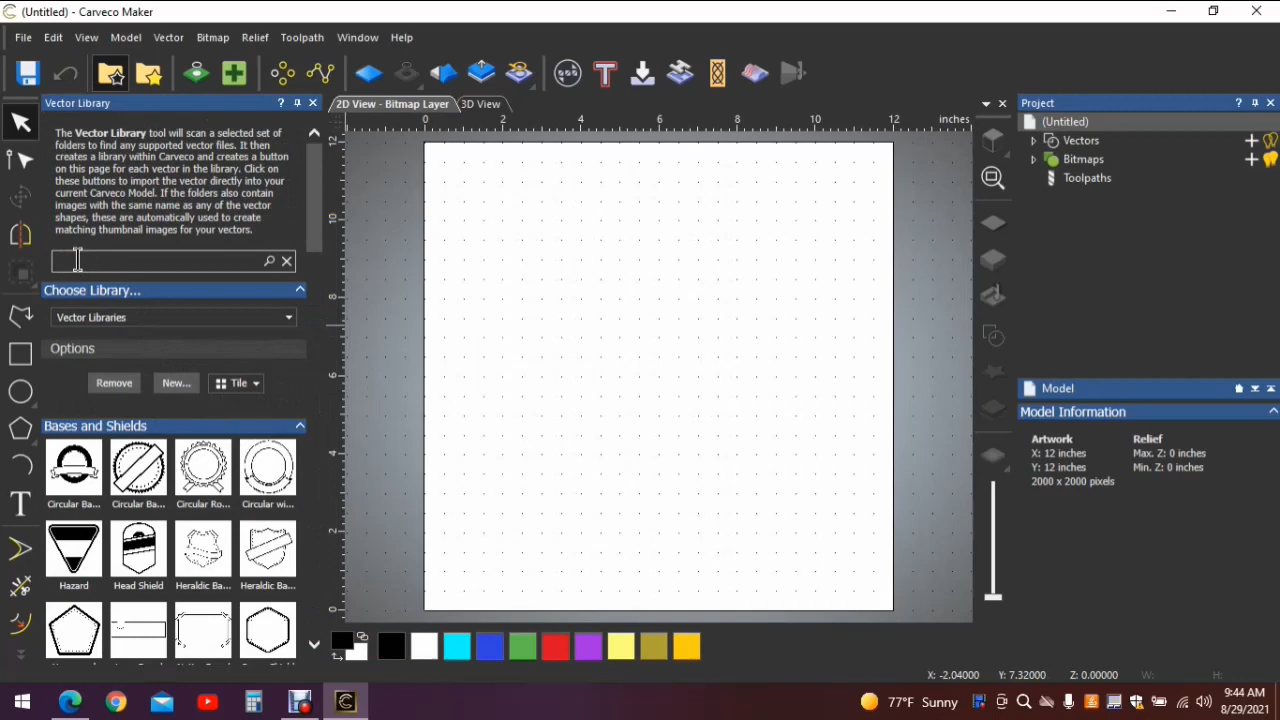 (Untitled) - Carveco Maker
File Edit View Model Vector Bitmap Relief Toolpath Window Help
Vector Library
The Vector Library tool will scan a selected set
of folders to find any supported vector files. It then
creates a library within Carveco and creates a button
on this page for each vector in the library. Click on
these buttons to import the vector directly into your
current Carveco Model. If the folders also contain
images with the same name as any of the vector
shapes, these are automatically used to create
matching thumbnail images for your vectors.
Choose Library...
Vector Libraries
Options
Remove New... Tile
Bases and Shields
Circular Ba... Circular Ba... Circular Ro... Circular wi...
Hazard Head Shield Heraldic Ba... Heraldic Ba...
2D View - Bitmap Layer 3D View
0 2 4 6 8 10 12 inches
12
10
8
6
4
2
0
Project
(Untitled)
Vectors
Bitmaps
Toolpaths
Model
Model Information
Artwork Relief
X: 12 inches Max. Z: 0 inches
Y: 12 inches Min. Z: 0 inches
2000 x 2000 pixels
X: -2.04000 Y: 7.32000 Z: 0.00000 W: H:
77°F Sunny
9:44 AM
8/29/2021